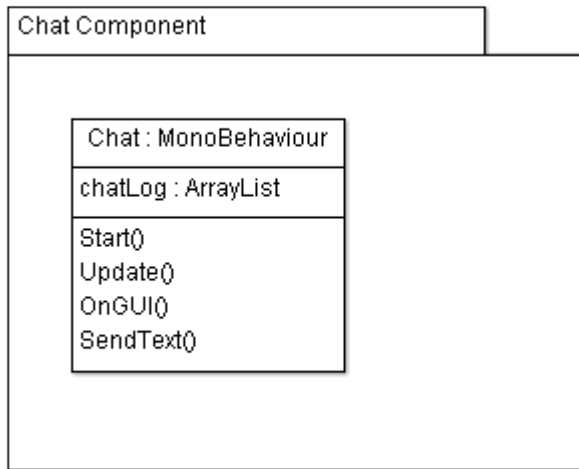 Chat Component
Chat : MonoBehaviour
chatLog : ArrayList
Start()
Update()
OnGUI()
SendText()